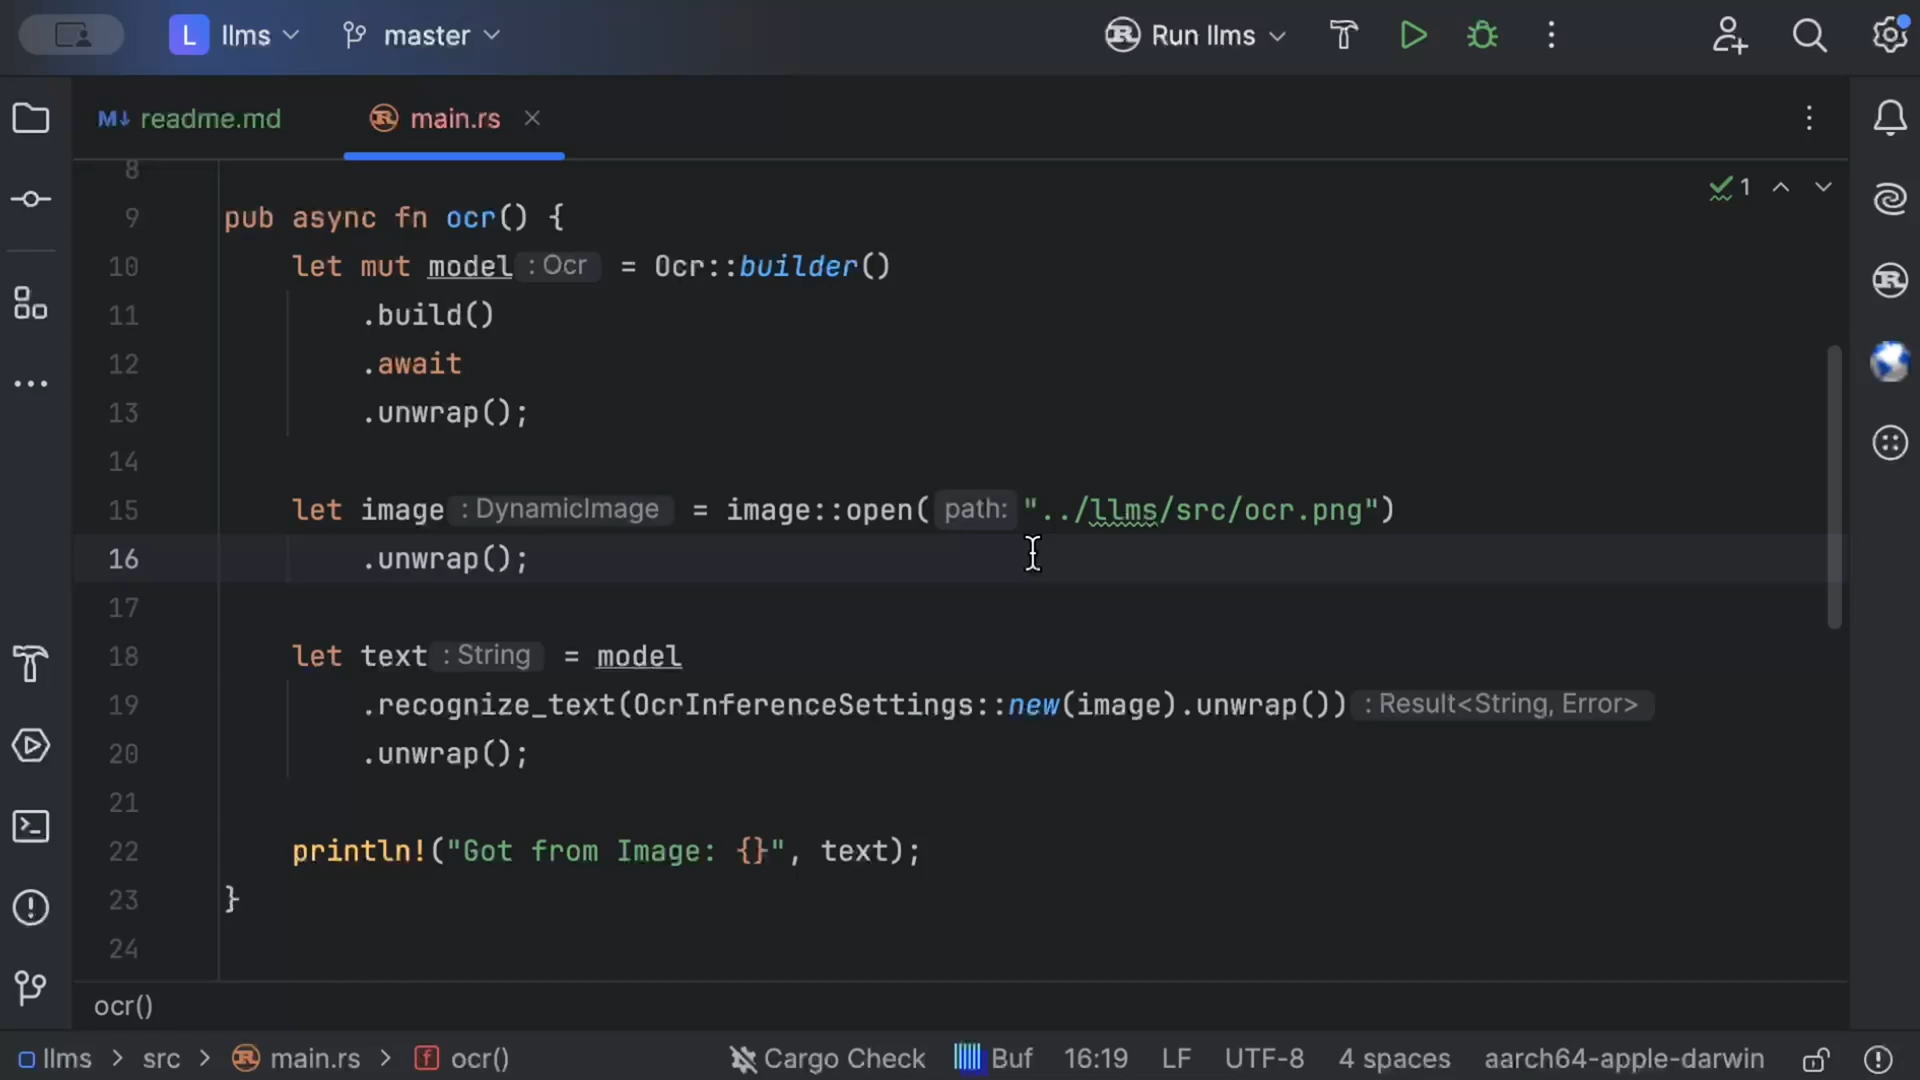 L llms master Run llms
M↓ readme.md main.rs
8
1
9 pub async fn ocr() {
10 let mut model : Ocr = Ocr::builder()
11 .build()
12 .await
13 .unwrap();
14
15 let image : DynamicImage = image::open( path: "../llms/src/ocr.png")
16 .unwrap();
17
18 let text : String = model
19 .recognize_text(OcrInferenceSettings::new(image).unwrap()) : Result<String, Error>
20 .unwrap();
21
22 println!("Got from Image: {}", text);
23 }
24
ocr()
llms > src > main.rs > f ocr() Cargo Check Buf 16:19 LF UTF-8 4 spaces aarch64-apple-darwin